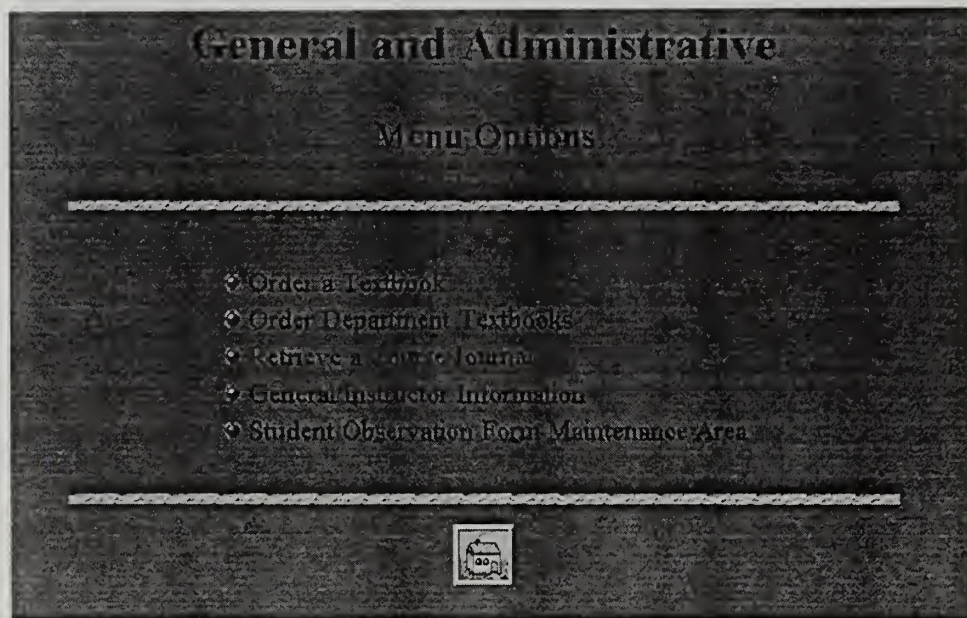 General and Administrative
Menu Options
Order a Textbook
Order Department Textbooks
Retrieve a Course Journal
General Instructor Information
Student Observation Form Maintenance Area